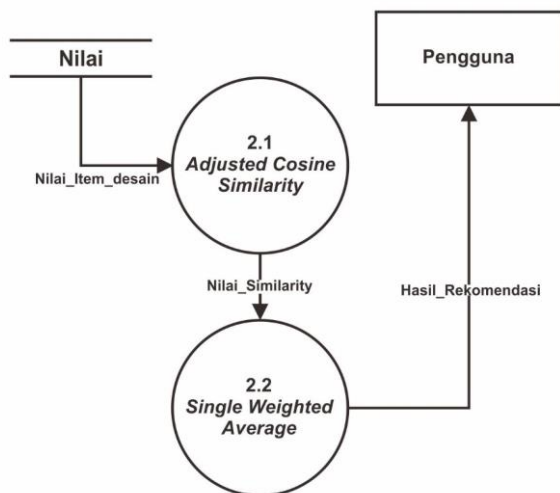 Nilai
Pengguna
2.1
Adjusted Cosine
Similarity
Nilai_Item_desain
Nilai_Similarity
Hasil_Rekomendasi
2.2
Single Weighted
Average